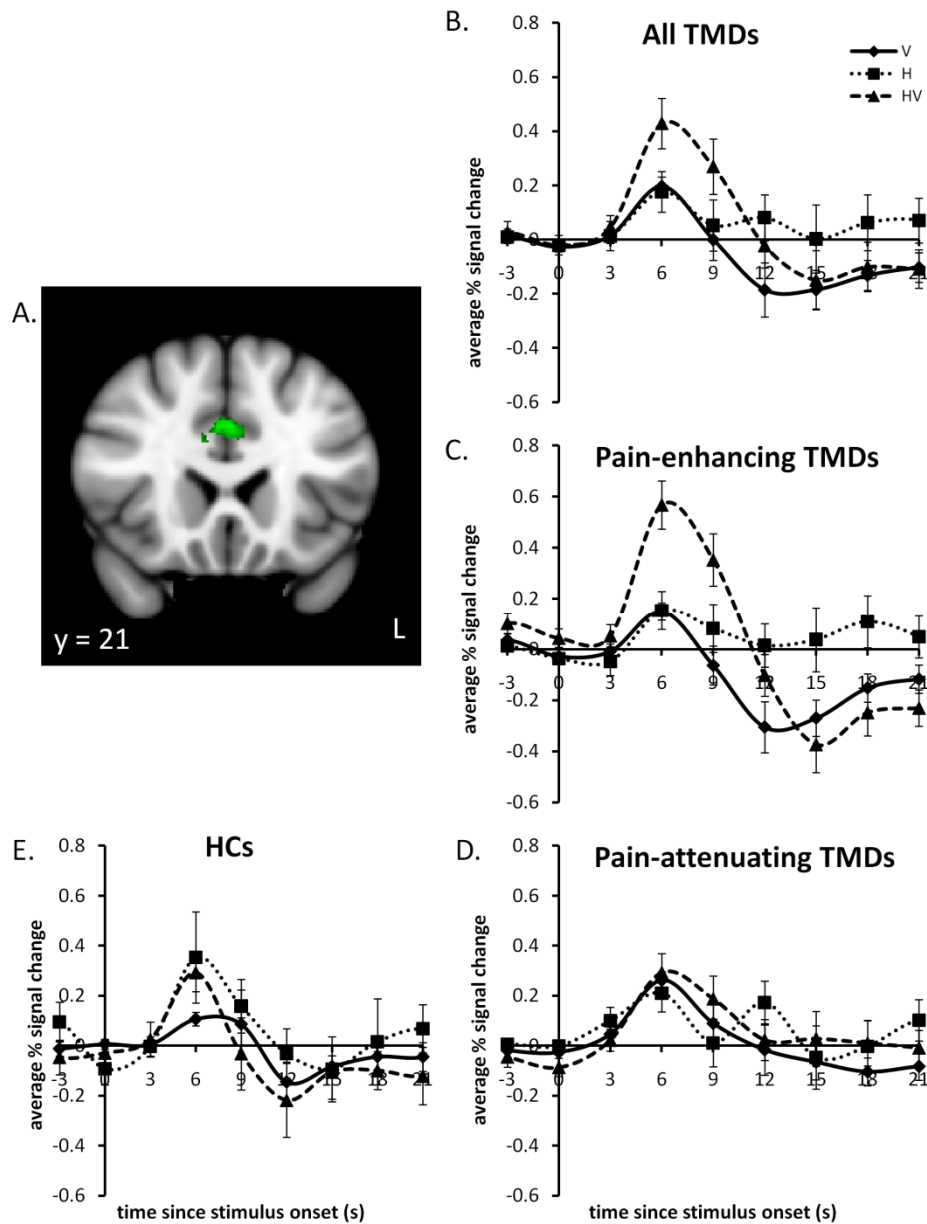 A.
y = 21
L
B.
All TMDs
V
H
HV
average % signal change
0.8
0.6
0.4
0.2
0
-0.2
-0.4
-0.6
-3 0 3 6 9 12 15 18 21
C.
Pain-enhancing TMDs
average % signal change
0.8
0.6
0.4
0.2
0
-0.2
-0.4
-0.6
-3 0 3 6 9 12 15 18 21
E.
HCs
average % signal change
0.8
0.6
0.4
0.2
0
-0.2
-0.4
-0.6
-3 0 3 6 9 12 15 18 21
time since stimulus onset (s)
D.
Pain-attenuating TMDs
average % signal change
0.8
0.6
0.4
0.2
0
-0.2
-0.4
-0.6
-3 0 3 6 9 12 15 18 21
time since stimulus onset (s)